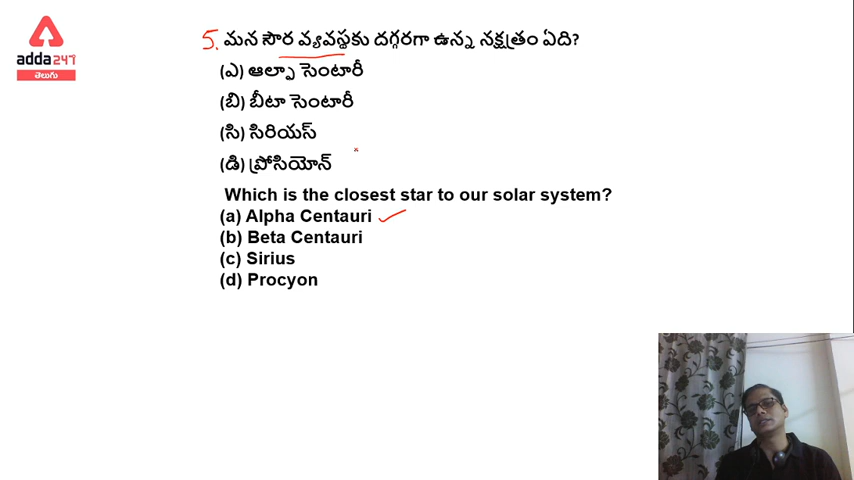 adda247
తెలుగు
5. మన సౌర వ్యవస్థకు దగ్గరగా ఉన్న నక్షత్రం ఏది?
(ఎ) ఆల్ఫా సెంటారీ
(బి) బీటా సెంటారీ
(సి) సిరియస్
(డి) ప్రోసియోన్
Which is the closest star to our solar system?
(a) Alpha Centauri
(b) Beta Centauri
(c) Sirius
(d) Procyon